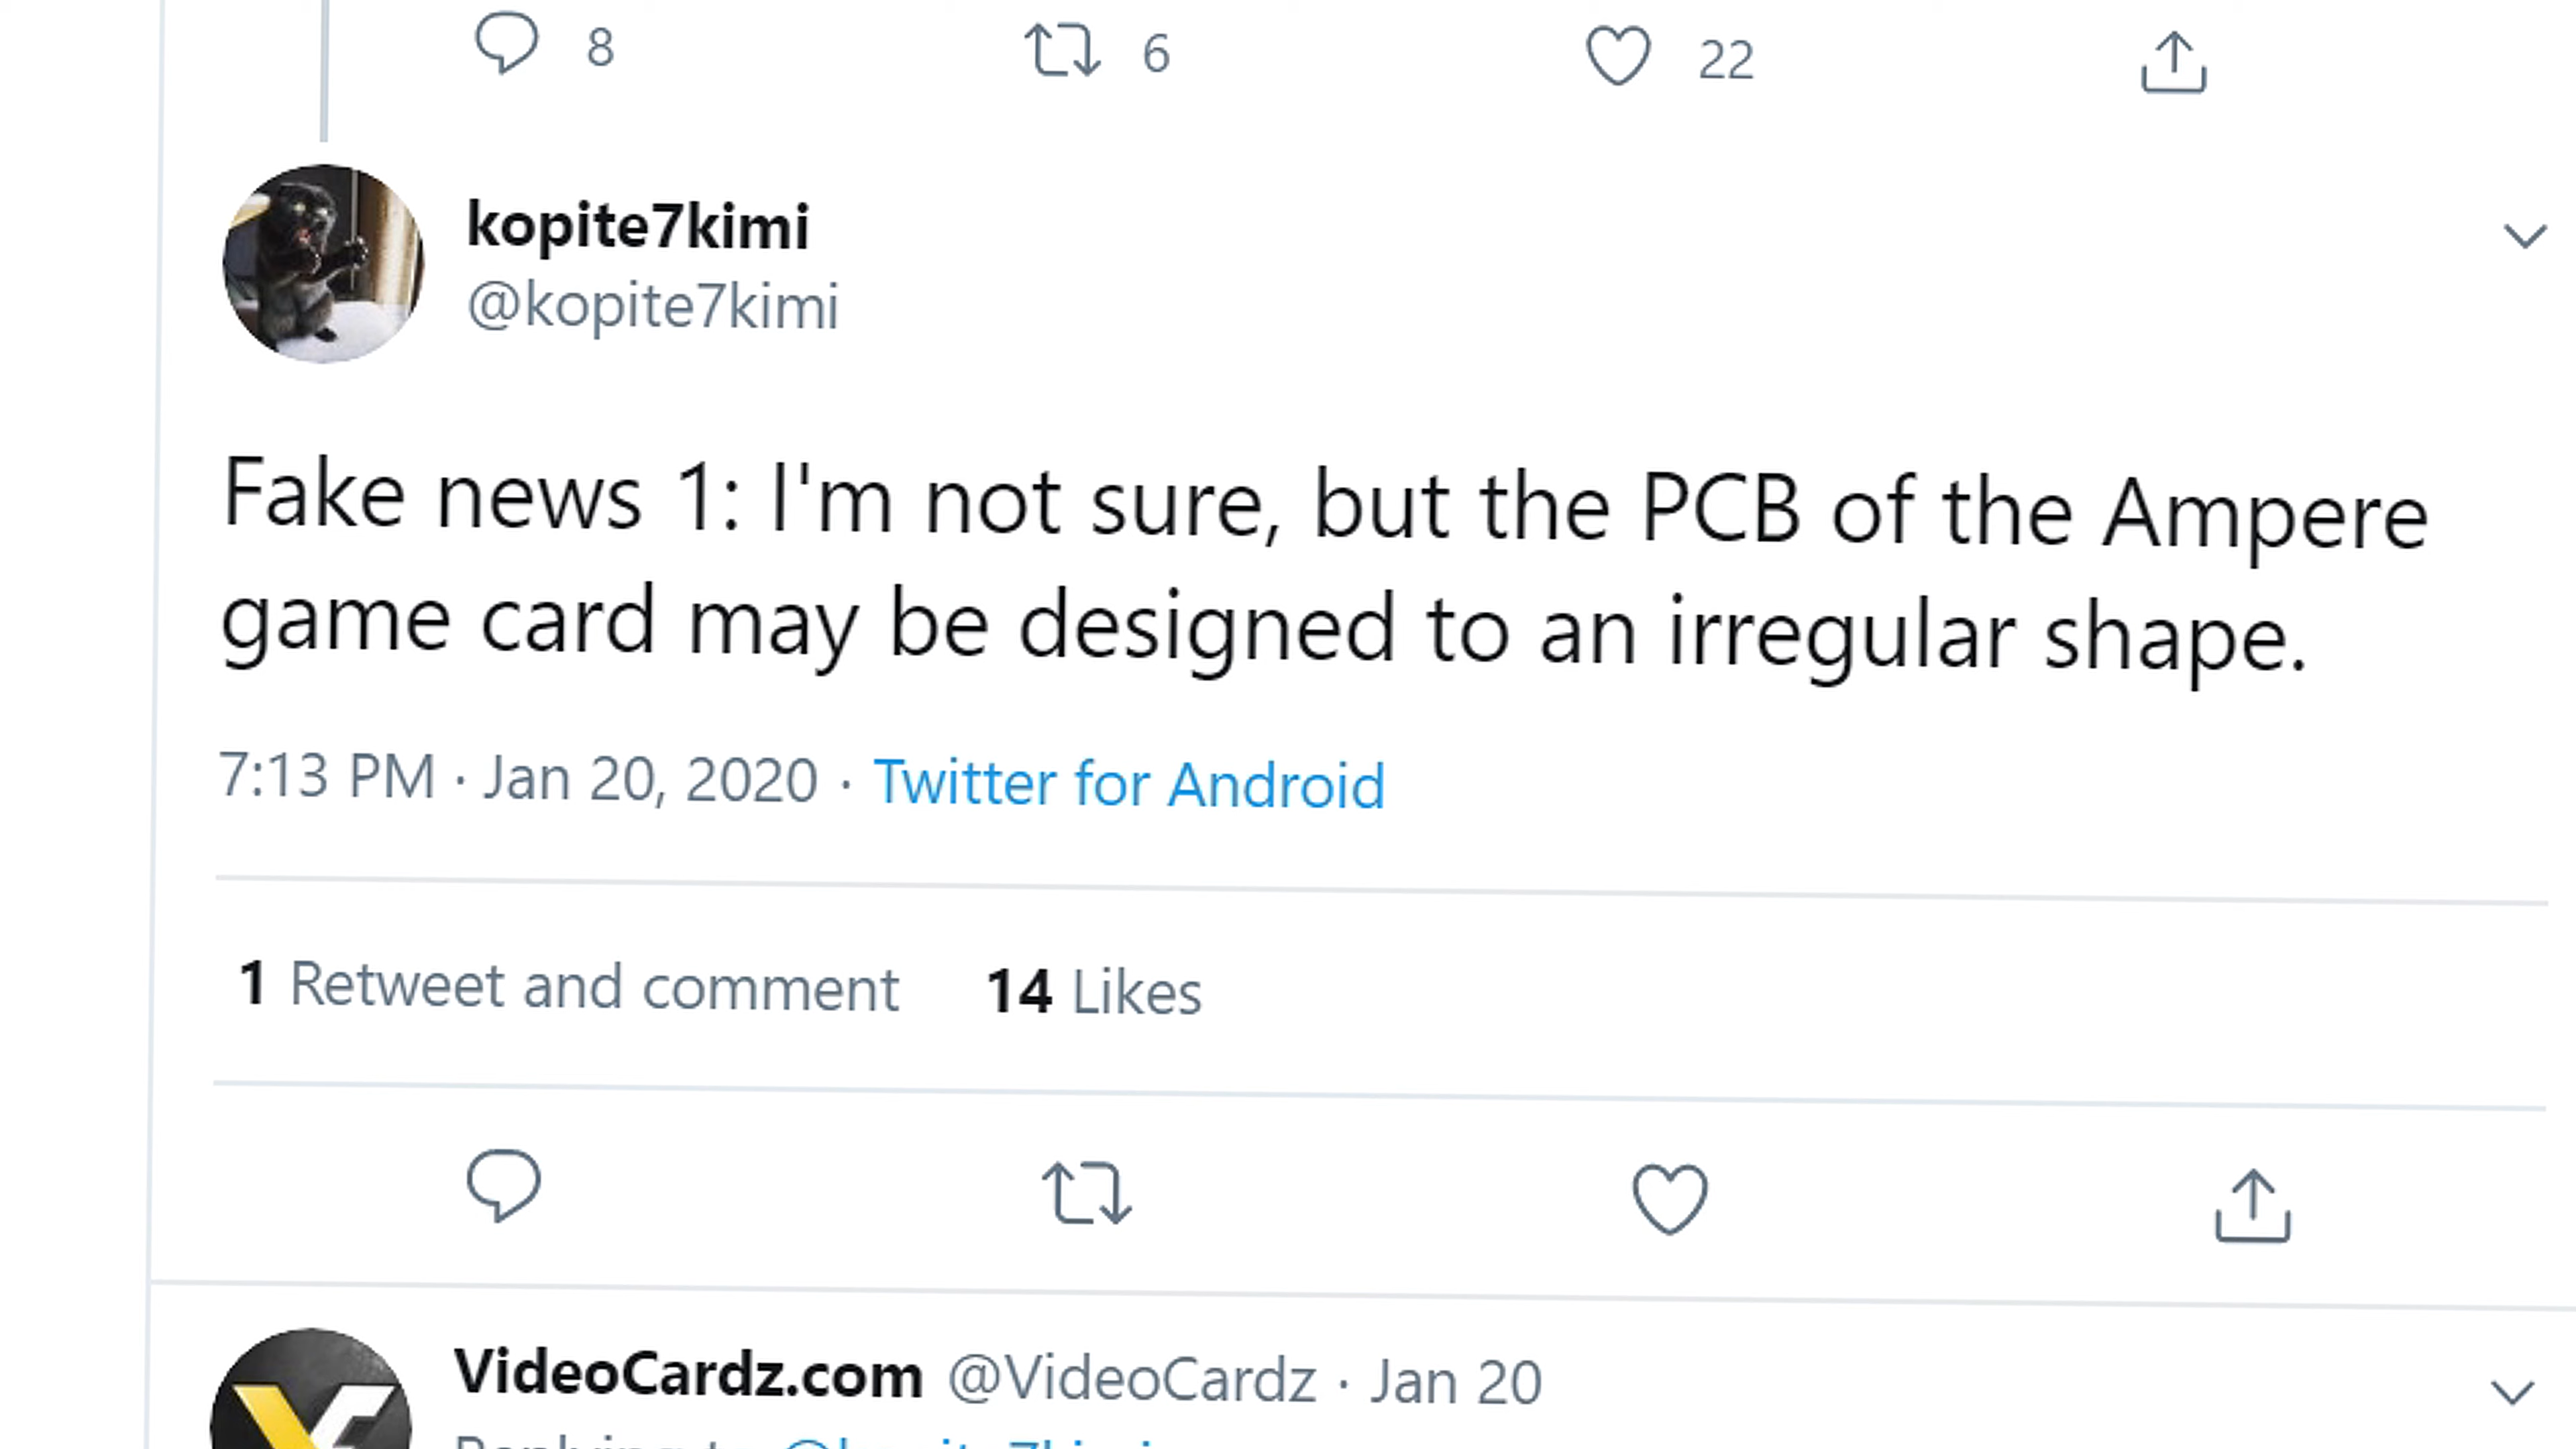 8 6 22
kopite7kimi
@kopite7kimi
Fake news 1: I'm not sure, but the PCB of the Ampere
game card may be designed to an irregular shape.
7:13 PM · Jan 20, 2020 · Twitter for Android
1 Retweet and comment 14 Likes
VideoCardz.com @VideoCardz · Jan 20